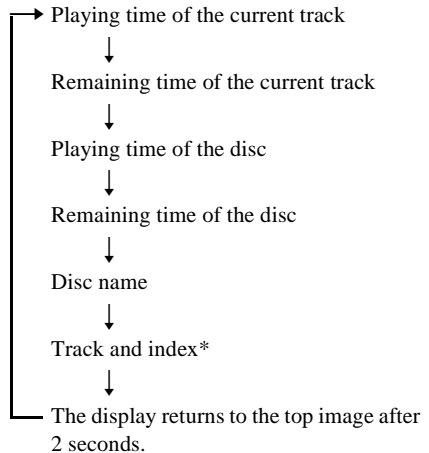 Playing time of the current track
Remaining time of the current track
Playing time of the disc
Remaining time of the disc
Disc name
Track and index*
The display returns to the top image after
2 seconds.